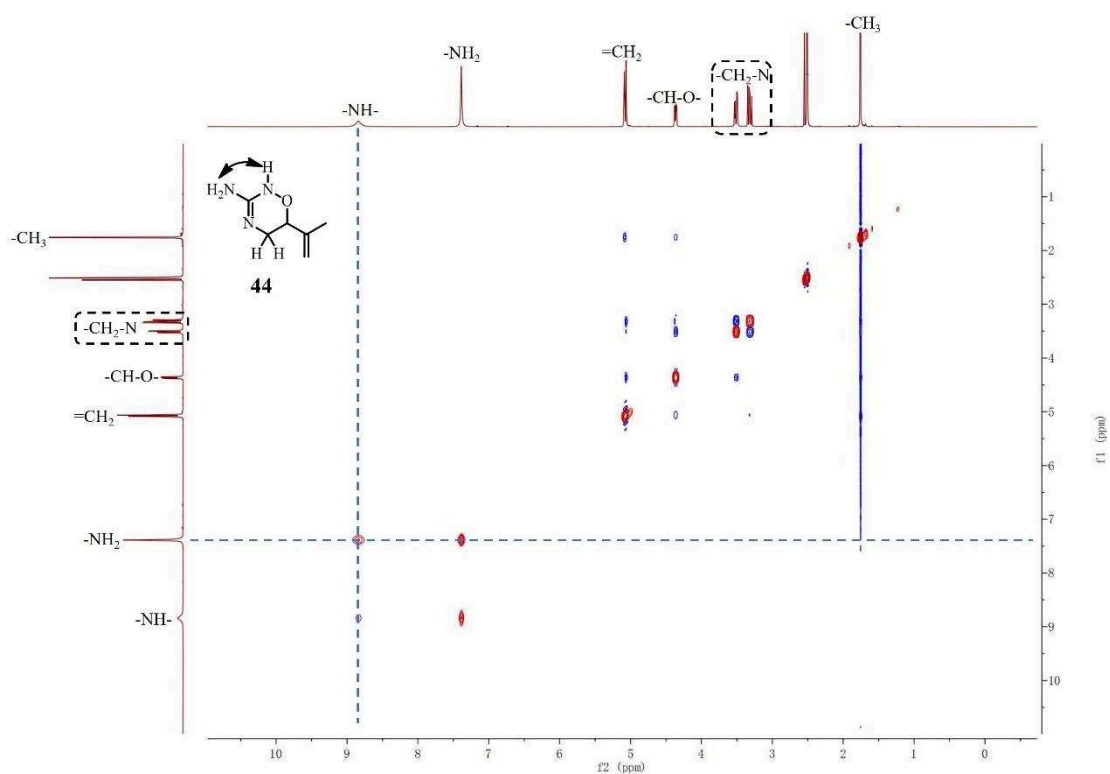 -CH₃
-NH₂
=CH₂
-CH₂-N
-CH-O-
-NH-
H
H₂N
N
O
N
H H
44
-CH₃
-CH₂-N
-CH-O-
=CH₂
-NH₂
-NH-
1
2
3
4
5
6
7
8
9
10
f1 (ppm)
10 9 8 7 6 5 4 3 2 1 0
f2 (ppm)